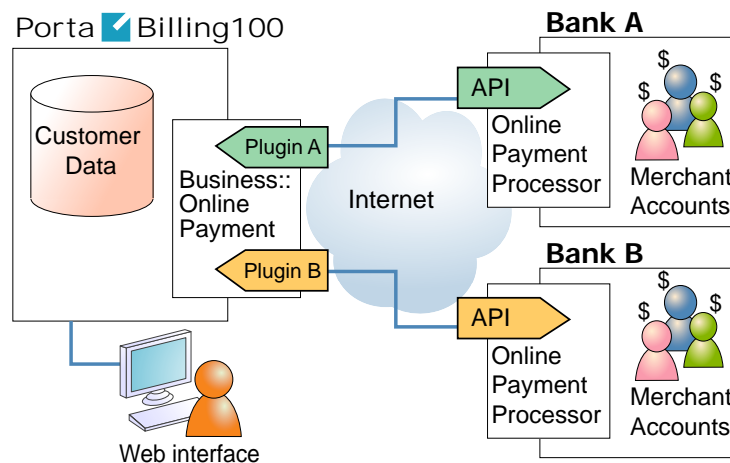 Porta Billing100
Customer
Data
Plugin A
Business::
Online
Payment
Plugin B
Web interface
Internet
Bank A
API
Online
Payment
Processor
$
$
$
Merchant
Accounts
Bank B
API
Online
Payment
Processor
$
$
$
Merchant
Accounts